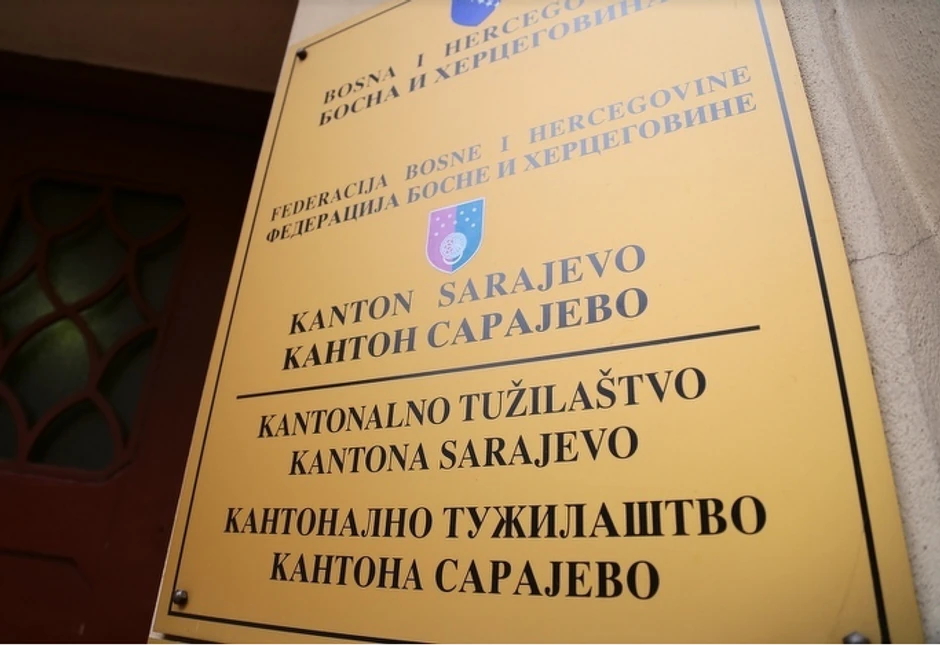 BOSNA I HERCEGOVINA
БОСНА И ХЕРЦЕГОВИНА
FEDERACIJA BOSNE I HERCEGOVINE
ФЕДЕРАЦИЈА БОСНЕ И ХЕРЦЕГОВИНЕ
KANTON SARAJEVO
КАНТОН САРАЈЕВО
KANTONALNO TUŽILAŠTVO
KANTONA SARAJEVO
КАНТОНАЛНО ТУЖИЛАШТВО
КАНТОНА САРАЈЕВО